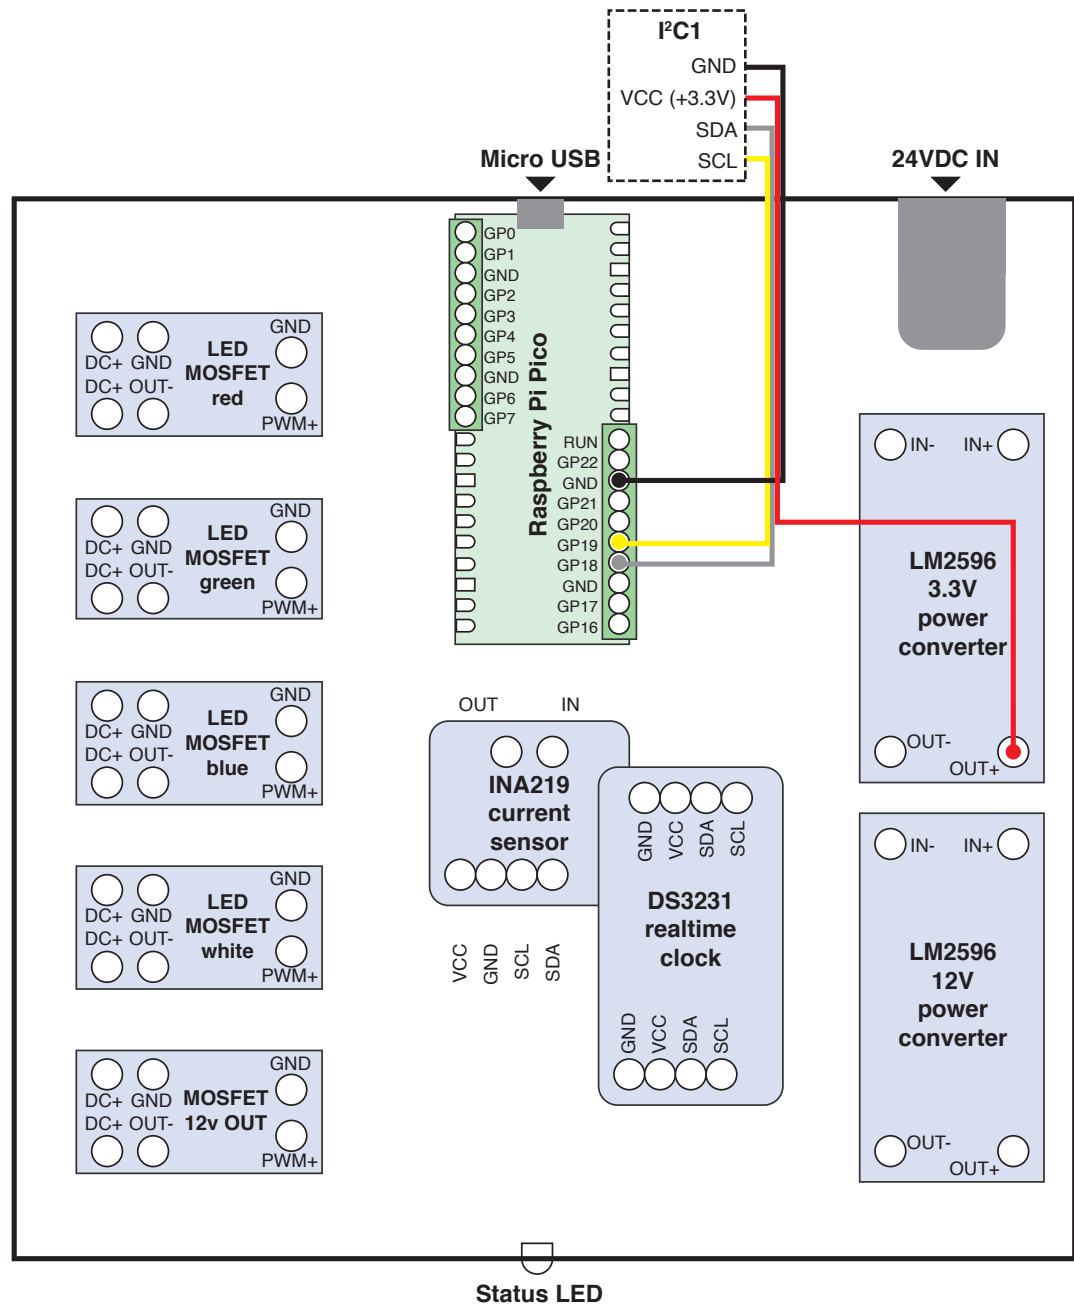 I²C1
GND
VCC (+3.3V)
SDA
SCL
Micro USB
24VDC IN
GP0
GP1
GND
GP2
GP3
GP4
GP5
GND
GP6
GP7
Raspberry Pi Pico
RUN
GP22
GND
GP21
GP20
GP19
GP18
GND
GP17
GP16
GND
DC+ GND
DC+ OUT-
LED
MOSFET
red
PWM+
GND
DC+ GND
DC+ OUT-
LED
MOSFET
green
PWM+
GND
DC+ GND
DC+ OUT-
LED
MOSFET
blue
PWM+
GND
DC+ GND
DC+ OUT-
LED
MOSFET
white
PWM+
GND
DC+ GND
DC+ OUT-
MOSFET
12v OUT
PWM+
OUT IN
INA219
current
sensor
VCC
GND
SCL
SDA
GND
VCC
SDA
SCL
DS3231
realtime
clock
GND
VCC
SDA
SCL
IN- IN+
LM2596
3.3V
power
converter
OUT-
OUT+
IN- IN+
LM2596
12V
power
converter
OUT-
OUT+
Status LED